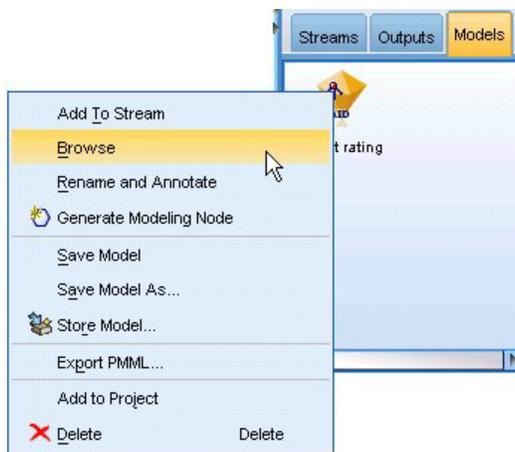 Streams Outputs Models
t rating
Add To Stream
Browse
Rename and Annotate
Generate Modeling Node
Save Model
Save Model As...
Store Model...
Export PMML...
Add to Project
Delete Delete